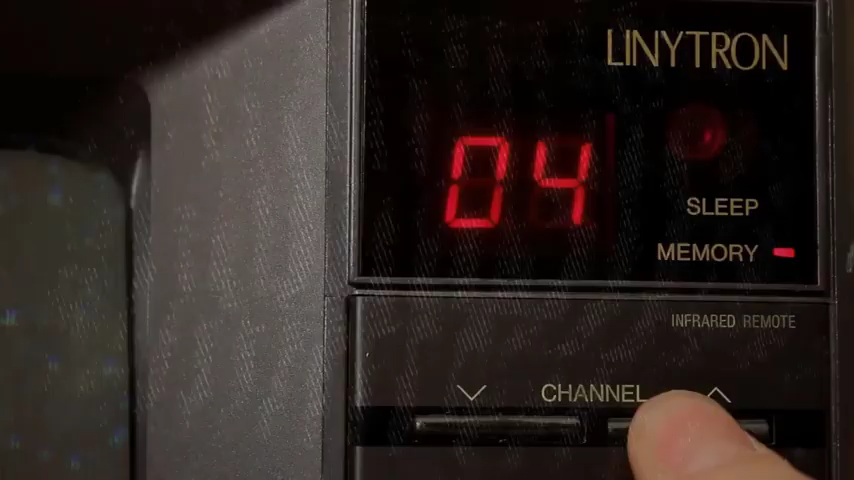 LINYTRON
04
SLEEP
MEMORY
INFRARED REMOTE
CHANNEL